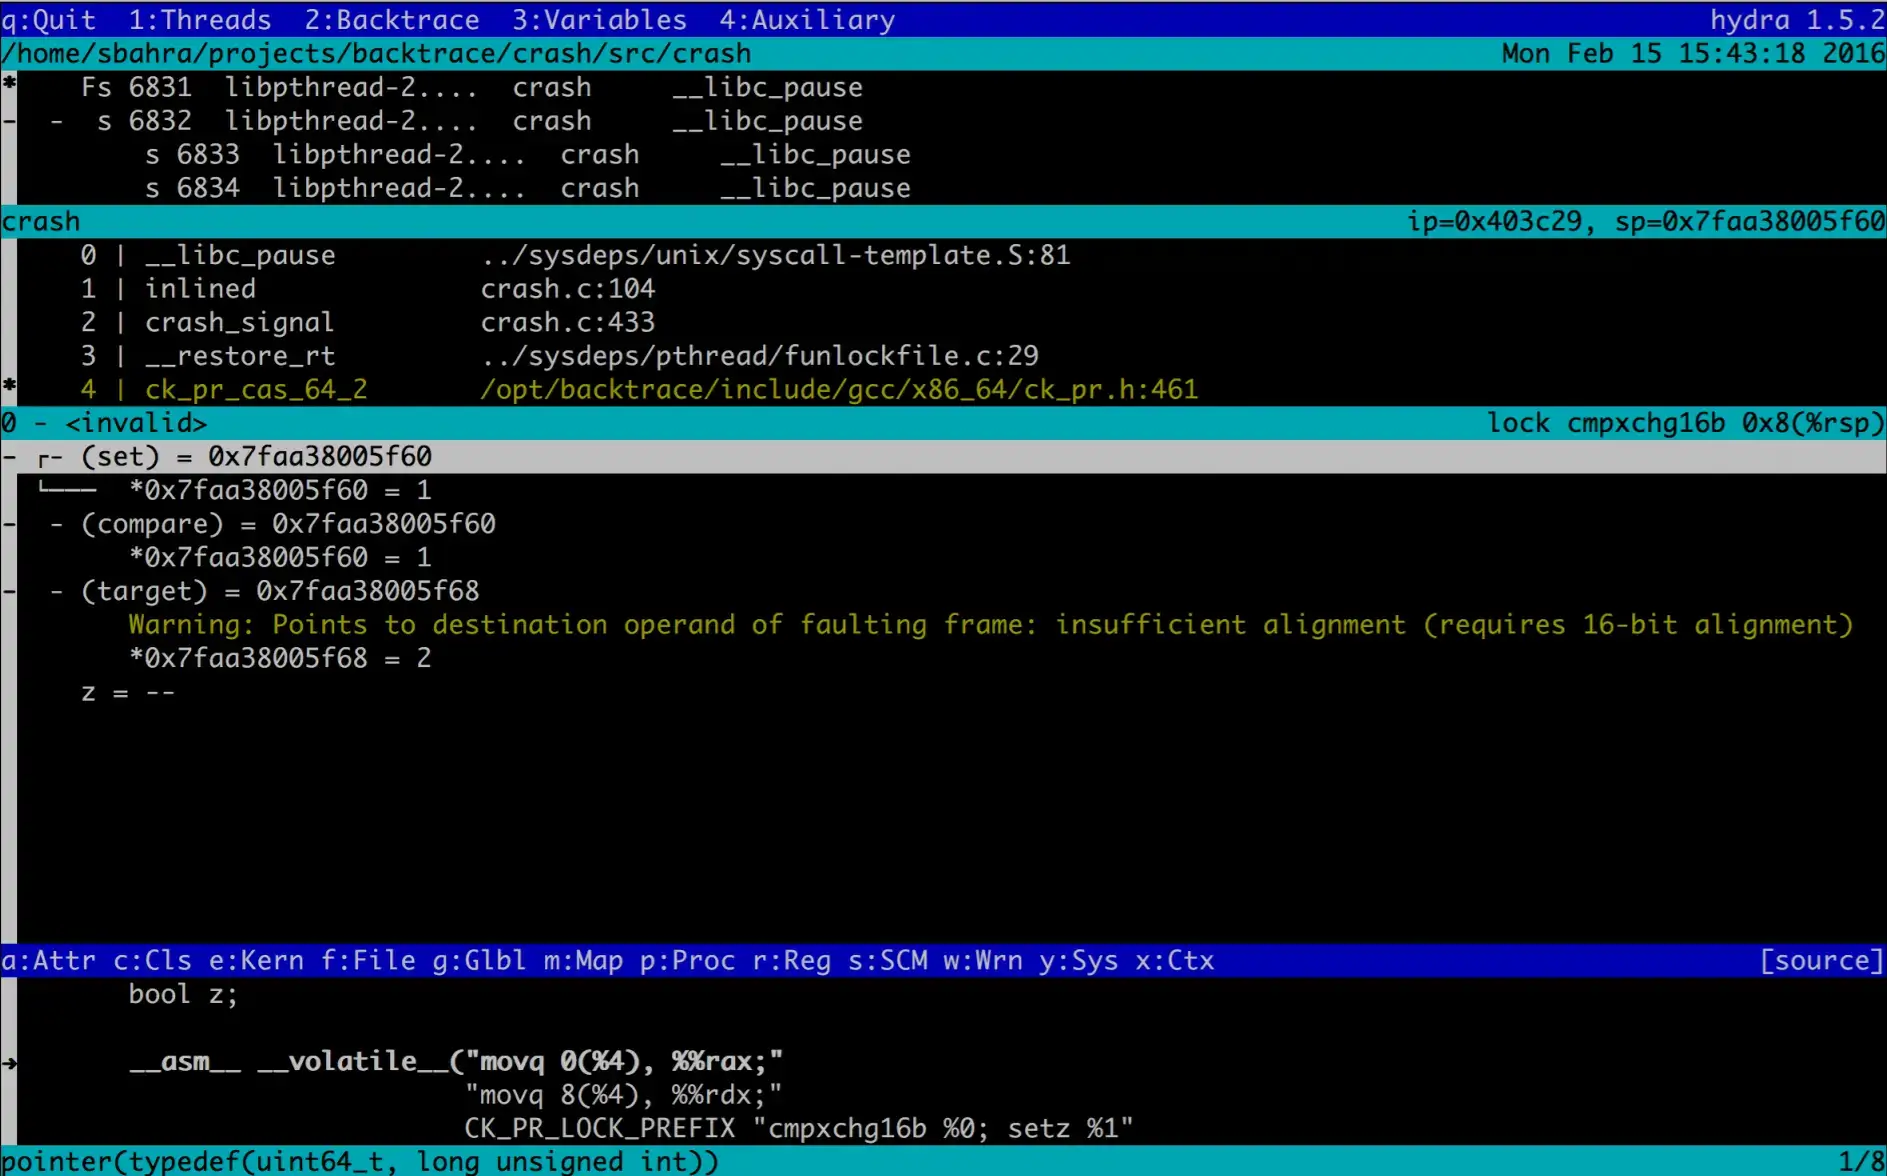 q:Quit  1:Threads  2:Backtrace  3:Variables  4:Auxiliary hydra 1.5.2
/home/sbahra/projects/backtrace/crash/src/crash Mon Feb 15 15:43:18 2016
*    Fs 6831  libpthread-2....  crash     __libc_pause
-  -  s 6832  libpthread-2....  crash     __libc_pause
s 6833  libpthread-2....  crash     __libc_pause
s 6834  libpthread-2....  crash     __libc_pause
crash ip=0x403c29, sp=0x7faa38005f60
0 | __libc_pause         ../sysdeps/unix/syscall-template.S:81
1 | inlined              crash.c:104
2 | crash_signal         crash.c:433
3 | __restore_rt         ../sysdeps/pthread/funlockfile.c:29
*    4 | ck_pr_cas_64_2       /opt/backtrace/include/gcc/x86_64/ck_pr.h:461
0 - <invalid> lock cmpxchg16b 0x8(%rsp)
- ┌- (set) = 0x7faa38005f60
└───  *0x7faa38005f60 = 1
-  - (compare) = 0x7faa38005f60
*0x7faa38005f60 = 1
-  - (target) = 0x7faa38005f68
Warning: Points to destination operand of faulting frame: insufficient alignment (requires 16-bit alignment)
*0x7faa38005f68 = 2
z = --
a:Attr c:Cls e:Kern f:File g:Glbl m:Map p:Proc r:Reg s:SCM w:Wrn y:Sys x:Ctx [source]
bool z;
→       __asm__ __volatile__("movq 0(%4), %%rax;"
"movq 8(%4), %%rdx;"
CK_PR_LOCK_PREFIX "cmpxchg16b %0; setz %1"
pointer(typedef(uint64_t, long unsigned int)) 1/8